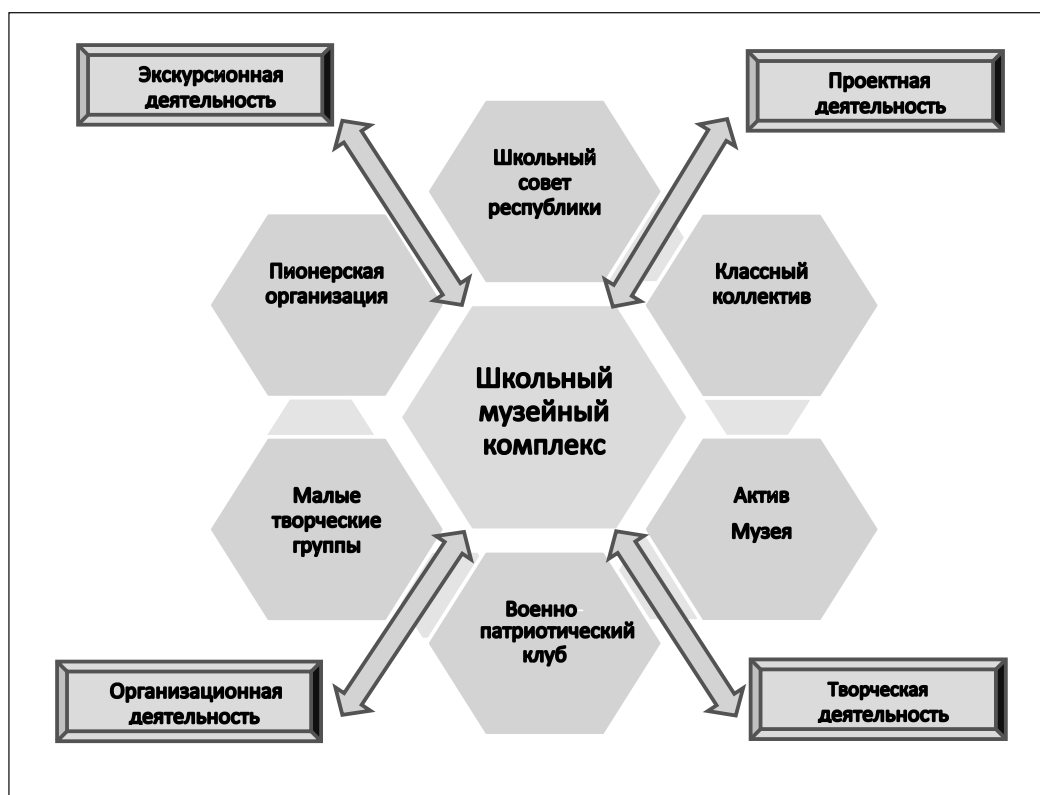 Экскурсионная
деятельность
Проектная
деятельность
Школьный
совет
республики
Пионерская
организация
Классный
коллектив
Школьный
музейный
комплекс
Малые
творческие
группы
Актив
Музея
Военно
патриотический
клуб
Организационная
деятельность
Творческая
деятельность